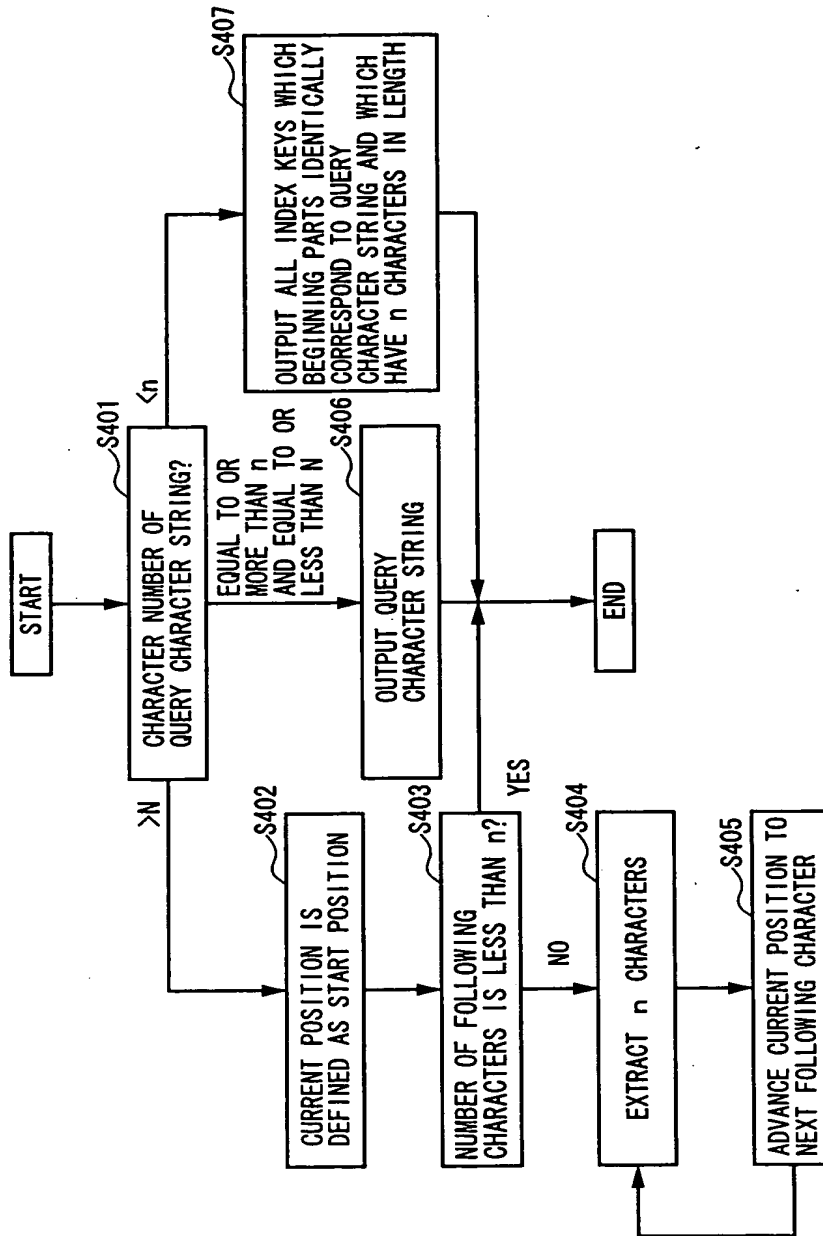 START
S401
CHARACTER NUMBER OF
QUERY CHARACTER STRING?
>N
EQUAL TO OR
MORE THAN n
AND EQUAL TO OR
LESS THAN N
<n
S402
CURRENT POSITION IS
DEFINED AS START POSITION
S403
NUMBER OF FOLLOWING
CHARACTERS IS LESS THAN n?
YES
NO
S404
EXTRACT n CHARACTERS
S405
ADVANCE CURRENT POSITION TO
NEXT FOLLOWING CHARACTER
S406
OUTPUT QUERY
CHARACTER STRING
S407
OUTPUT ALL INDEX KEYS WHICH
BEGINNING PARTS IDENTICALLY
CORRESPOND TO QUERY
CHARACTER STRING AND WHICH
HAVE n CHARACTERS IN LENGTH
END